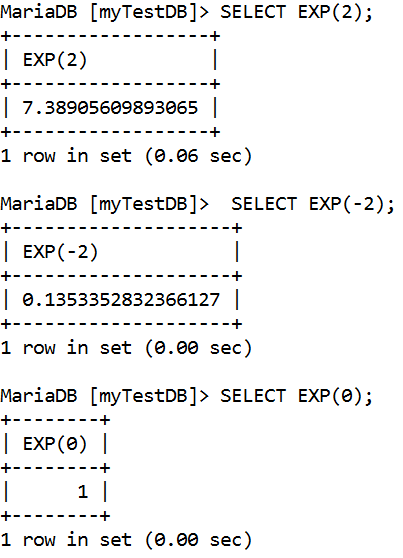 MariaDB [myTestDB]> SELECT EXP(2);
+------------------+
| EXP(2)           |
+------------------+
| 7.38905609893065 |
+------------------+
1 row in set (0.06 sec)
MariaDB [myTestDB]>  SELECT EXP(-2);
+--------------------+
| EXP(-2)            |
+--------------------+
| 0.1353352832366127 |
+--------------------+
1 row in set (0.00 sec)
MariaDB [myTestDB]> SELECT EXP(0);
+--------+
| EXP(0) |
+--------+
|      1 |
+--------+
1 row in set (0.00 sec)